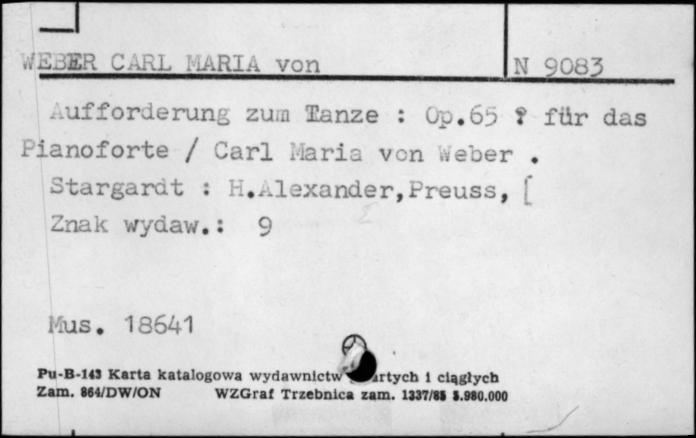 WEBER CARL MARIA von
N 9083
Aufforderung zum Tanze : Op.65 ? für das
Pianoforte / Carl Maria von Weber .
Stargardt : H.Alexander,Preuss, [
Znak wydaw.: 9
Mus. 18641
Pu-B-143 Karta katalogowa wydawnictw i ciągłych
Zam. 864/DW/ON WZGraf Trzebnica zam. 1337/85 5.980.000